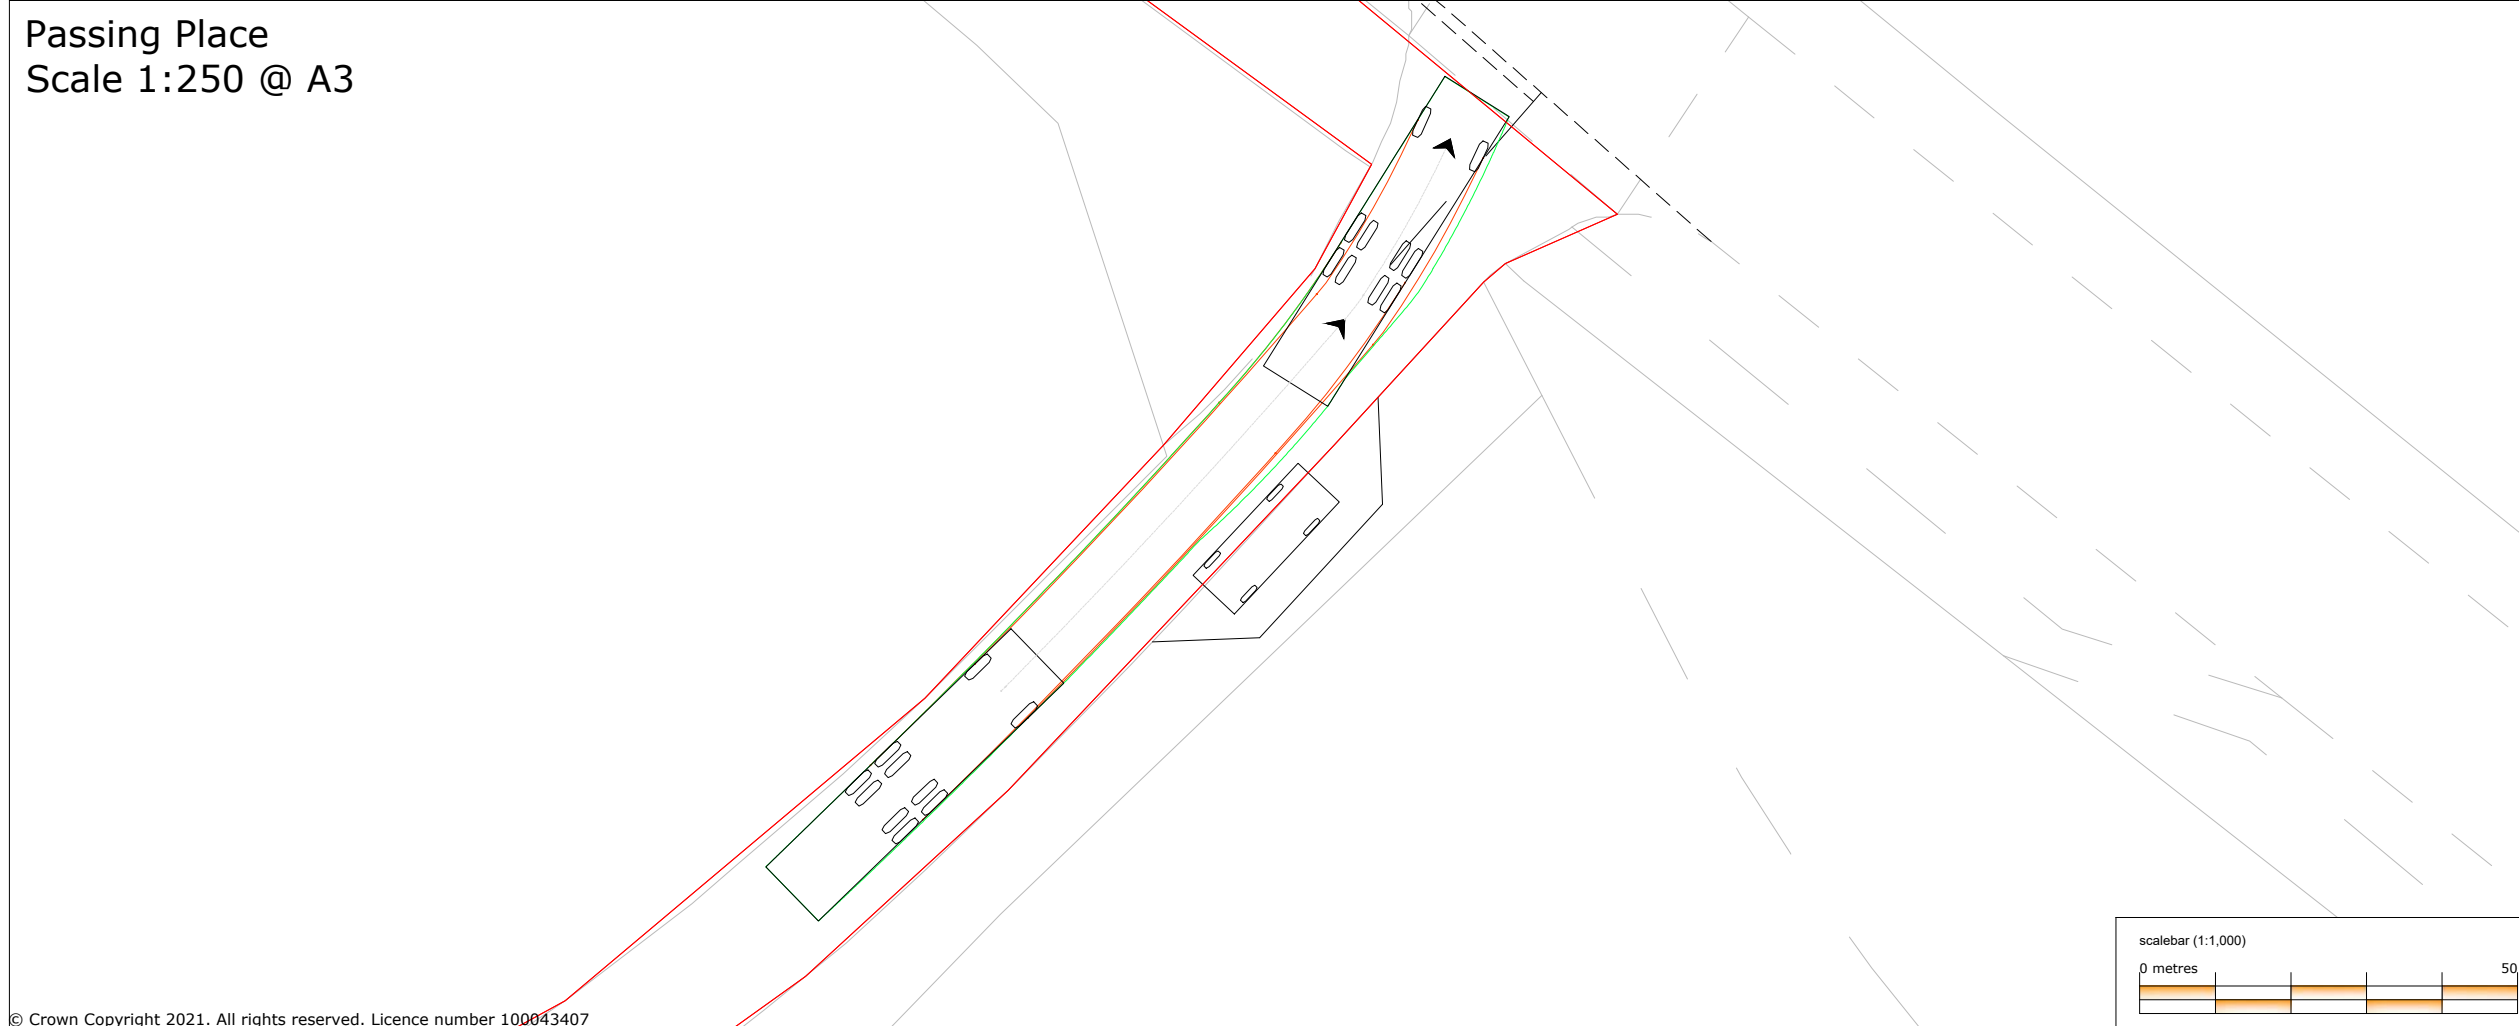 Passing Place
Scale 1:250 @ A3
scalebar (1:1,000)
0 metres 50
© Crown Copyright 2021. All rights reserved. Licence number 100043407